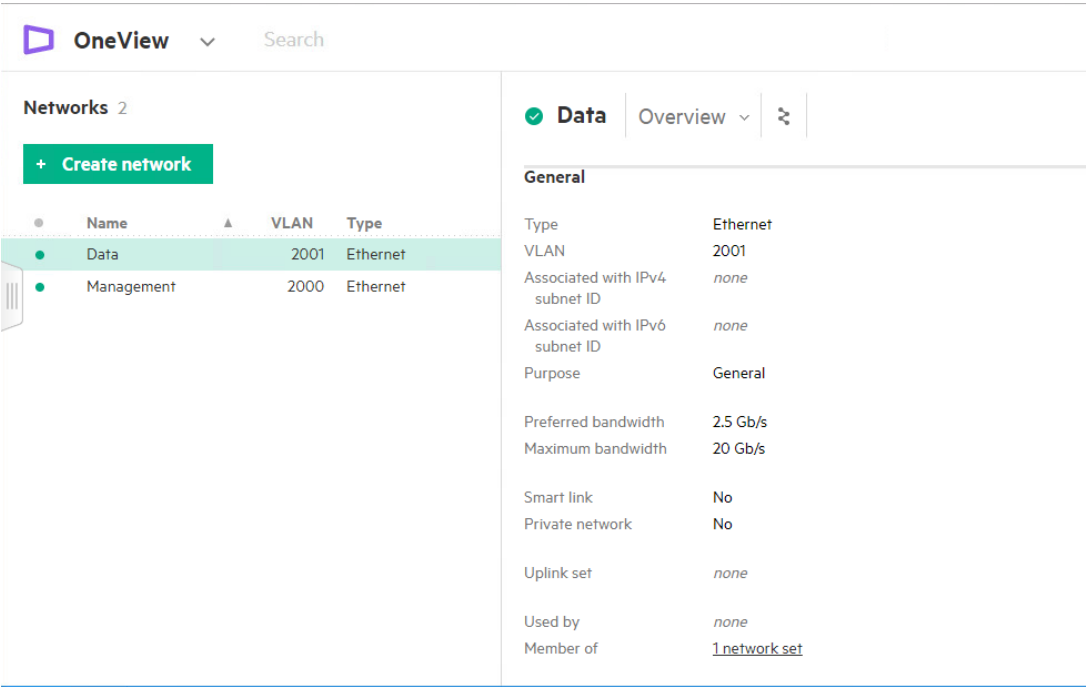 OneView Search
Networks 2
+ Create network
Name VLAN Type
Data 2001 Ethernet
Management 2000 Ethernet
Data Overview
General
Type Ethernet
VLAN 2001
Associated with IPv4 none
subnet ID
Associated with IPv6 none
subnet ID
Purpose General
Preferred bandwidth 2.5 Gb/s
Maximum bandwidth 20 Gb/s
Smart link No
Private network No
Uplink set none
Used by none
Member of 1 network set